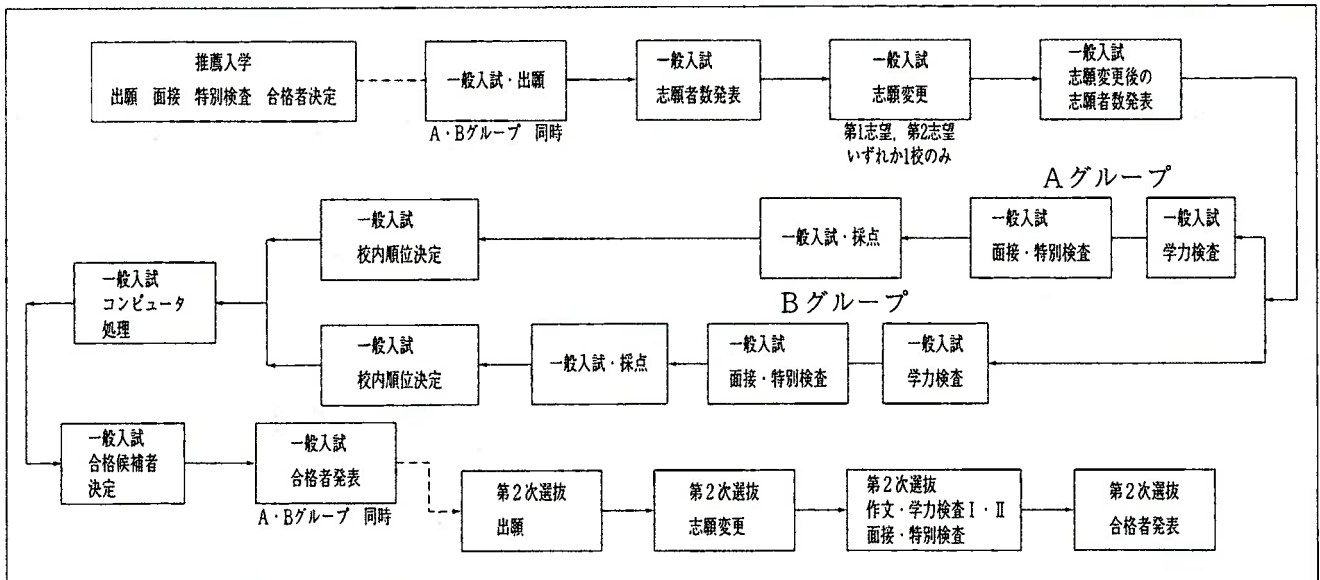 推薦入学
出願　面接　特別検査　合格者決定
一般入試・出願
A・Bグループ　同時
一般入試
志願者数発表
一般入試
志願変更
第1志望，第2志望
いずれか1校のみ
一般入試
志願変更後の
志願者数発表
Aグループ
一般入試
学力検査
一般入試
面接・特別検査
一般入試・採点
一般入試
校内順位決定
Bグループ
一般入試
学力検査
一般入試
面接・特別検査
一般入試・採点
一般入試
校内順位決定
一般入試
コンピュータ
処理
一般入試
合格候補者
決定
一般入試
合格者発表
A・Bグループ　同時
第2次選抜
出願
第2次選抜
志願変更
第2次選抜
作文・学力検査Ⅰ・Ⅱ
面接・特別検査
第2次選抜
合格者発表